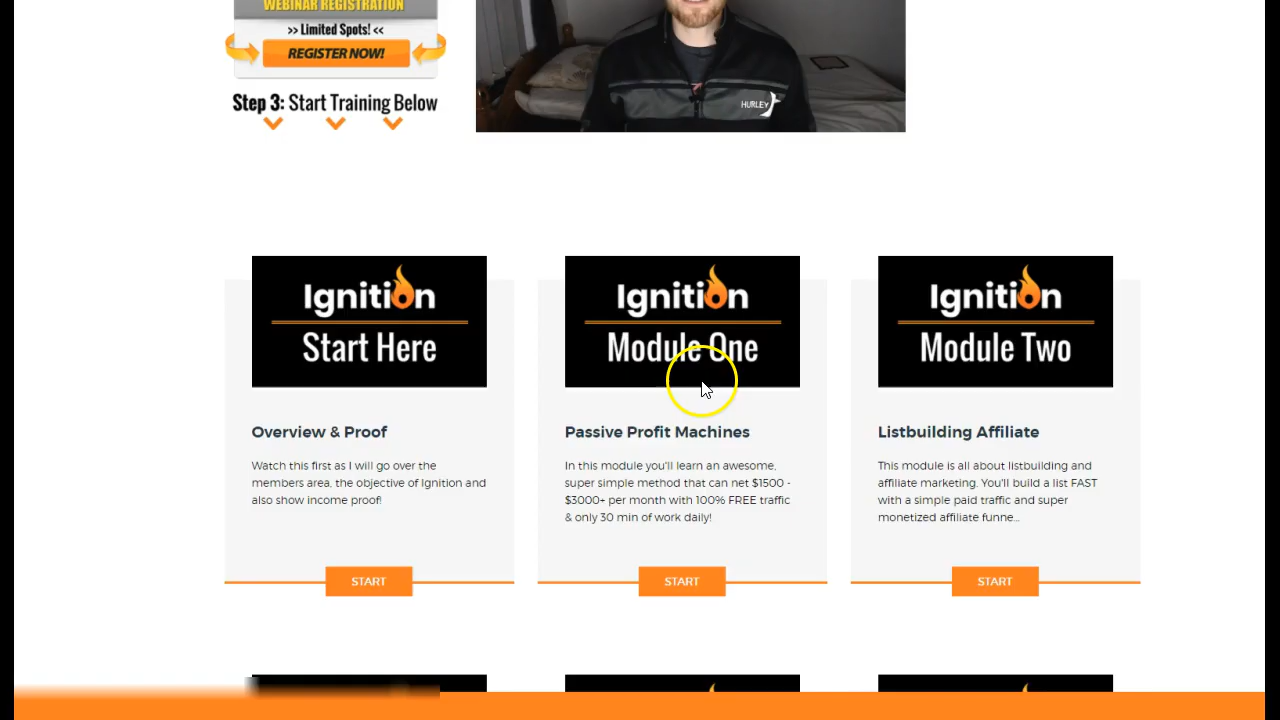 WEBINAR REGISTRATION
>> Limited Spots! <<
REGISTER NOW!
Step 3: Start Training Below
HURLEY
Ignition
Start Here
Overview & Proof
Watch this first as I will go over the
members area, the objective of Ignition and
also show income proof!
START
Ignition
Module One
Passive Profit Machines
In this module you'll learn an awesome,
super simple method that can net $1500 -
$3000+ per month with 100% FREE traffic
& only 30 min of work daily!
START
Ignition
Module Two
Listbuilding Affiliate
This module is all about listbuilding and
affiliate marketing. You'll build a list FAST
with a simple paid traffic and super
monetized affiliate funne...
START